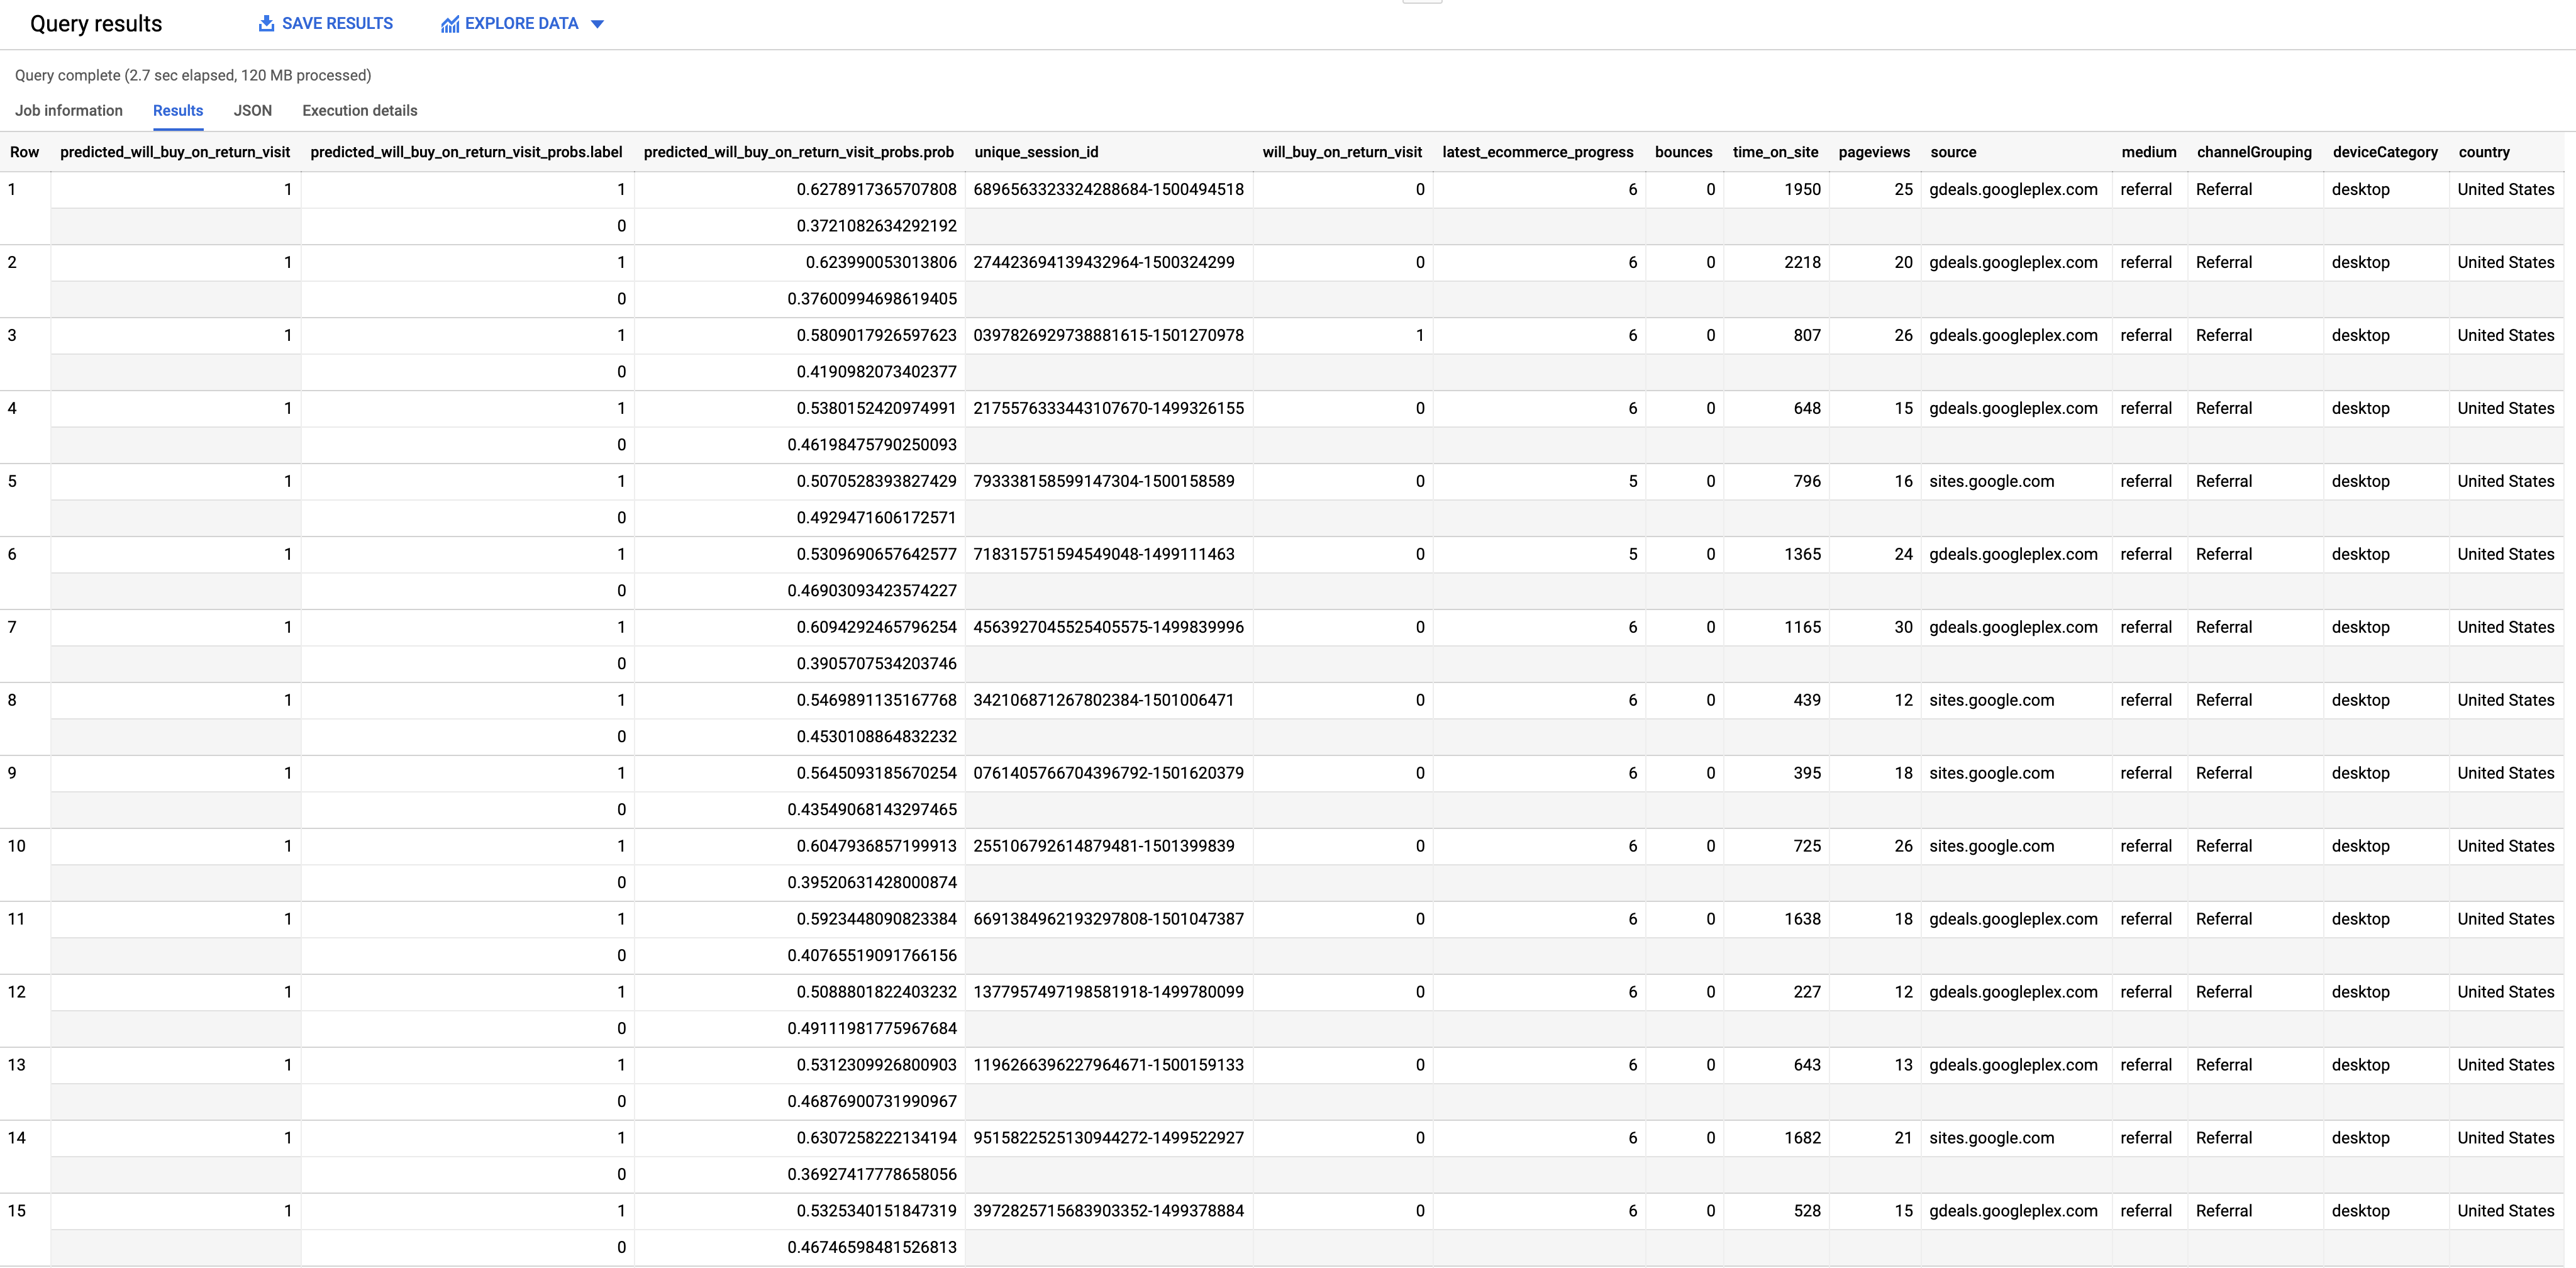 Query results SAVE RESULTS EXPLORE DATA
Query complete (2.7 sec elapsed, 120 MB processed)
Job information Results JSON Execution details
Row predicted_will_buy_on_return_visit predicted_will_buy_on_return_visit_probs.label predicted_will_buy_on_return_visit_probs.prob unique_session_id will_buy_on_return_visit latest_ecommerce_progress bounces time_on_site pageviews source medium channelGrouping deviceCategory country
1 1 1 0.6278917365707808 6896563323324288684-1500494518 0 6 0 1950 25 gdeals.googleplex.com referral Referral desktop United States
0 0.3721082634292192
2 1 1 0.623990053013806 274423694139432964-1500324299 0 6 0 2218 20 gdeals.googleplex.com referral Referral desktop United States
0 0.37600994698619405
3 1 1 0.5809017926597623 0397826929738881615-1501270978 1 6 0 807 26 gdeals.googleplex.com referral Referral desktop United States
0 0.4190982073402377
4 1 1 0.5380152420974991 2175576333443107670-1499326155 0 6 0 648 15 gdeals.googleplex.com referral Referral desktop United States
0 0.46198475790250093
5 1 1 0.5070528393827429 793338158599147304-1500158589 0 5 0 796 16 sites.google.com referral Referral desktop United States
0 0.4929471606172571
6 1 1 0.5309690657642577 718315751594549048-1499111463 0 5 0 1365 24 gdeals.googleplex.com referral Referral desktop United States
0 0.46903093423574227
7 1 1 0.6094292465796254 4563927045525405575-1499839996 0 6 0 1165 30 gdeals.googleplex.com referral Referral desktop United States
0 0.3905707534203746
8 1 1 0.5469891135167768 342106871267802384-1501006471 0 6 0 439 12 sites.google.com referral Referral desktop United States
0 0.4530108864832232
9 1 1 0.5645093185670254 0761405766704396792-1501620379 0 6 0 395 18 sites.google.com referral Referral desktop United States
0 0.43549068143297465
10 1 1 0.6047936857199913 255106792614879481-1501399839 0 6 0 725 26 sites.google.com referral Referral desktop United States
0 0.39520631428000874
11 1 1 0.5923448090823384 6691384962193297808-1501047387 0 6 0 1638 18 gdeals.googleplex.com referral Referral desktop United States
0 0.40765519091766156
12 1 1 0.5088801822403232 1377957497198581918-1499780099 0 6 0 227 12 gdeals.googleplex.com referral Referral desktop United States
0 0.49111981775967684
13 1 1 0.5312309926800903 1196266396227964671-1500159133 0 6 0 643 13 gdeals.googleplex.com referral Referral desktop United States
0 0.46876900731990967
14 1 1 0.6307258222134194 9515822525130944272-1499522927 0 6 0 1682 21 sites.google.com referral Referral desktop United States
0 0.36927417778658056
15 1 1 0.5325340151847319 3972825715683903352-1499378884 0 6 0 528 15 gdeals.googleplex.com referral Referral desktop United States
0 0.46746598481526813